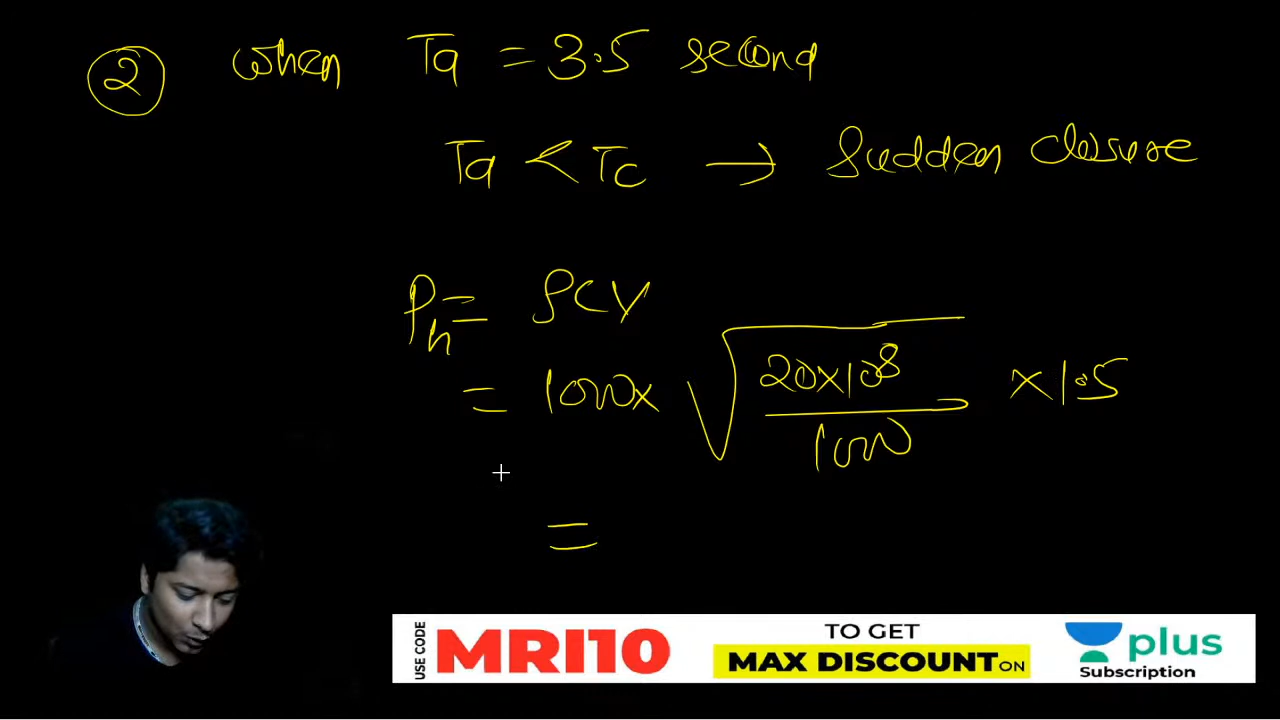 2 when Ta = 3.5 second
Ta < Tc → Sudden closure
Ph = ρCV
= 1000 × √(20×10^8 / 1000) × 1.5
=
USE CODE MRI10 TO GET MAX DISCOUNT ON plus Subscription